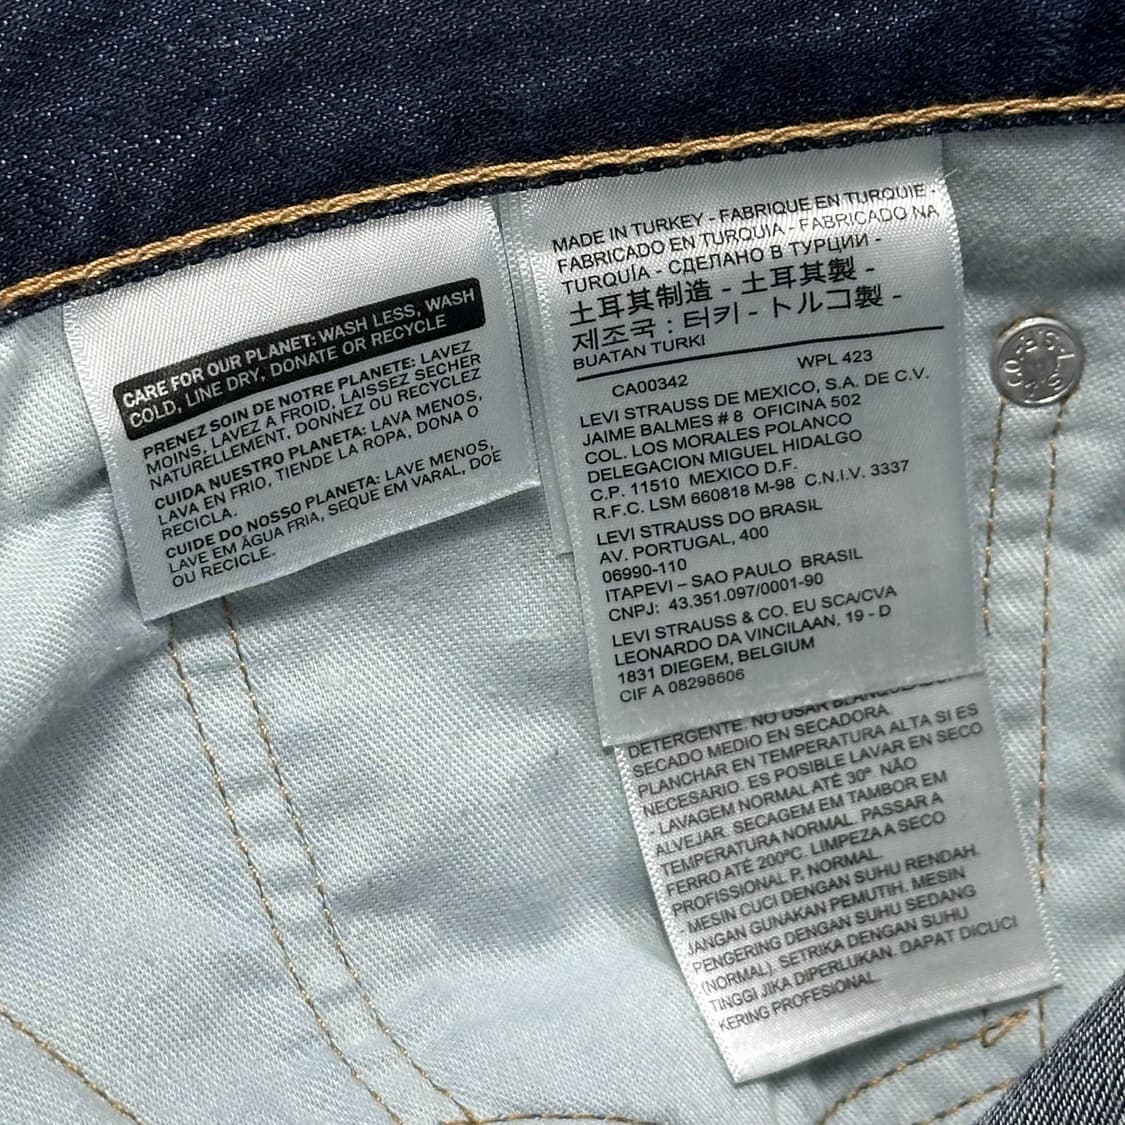 CARE FOR OUR PLANET: WASH LESS, WASH
COLD, LINE DRY, DONATE OR RECYCLE
PRENEZ SOIN DE NOTRE PLANETE: LAVEZ
MOINS, LAVEZ A FROID, LAISSEZ SECHER
NATURELLEMENT, DONNEZ OU RECYCLEZ
CUIDA NUESTRO PLANETA: LAVA MENOS,
LAVA EN FRIO, TIENDE LA ROPA, DONA O
RECICLA.
CUIDE DO NOSSO PLANETA: LAVE MENOS,
LAVE EM ÁGUA FRIA, SEQUE EM VARAL, DOE
OU RECICLE.
MADE IN TURKEY - FABRIQUE EN TURQUIE -
FABRICADO EN TURQUIA - FABRICADO NA
TURQUÍA - СДЕЛАНО В ТУРЦИИ -
土耳其制造 - 土耳其製 -
제조국 : 터키 - トルコ製 -
BUATAN TURKI
CA00342 WPL 423
LEVI STRAUSS DE MEXICO, S.A. DE C.V.
JAIME BALMES # 8 OFICINA 502
COL. LOS MORALES POLANCO
DELEGACION MIGUEL HIDALGO
C.P. 11510 MEXICO D.F.
R.F.C. LSM 660818 M-98 C.N.I.V. 3337
LEVI STRAUSS DO BRASIL
AV. PORTUGAL, 400
06990-110
ITAPEVI – SAO PAULO BRASIL
CNPJ: 43.351.097/0001-90
LEVI STRAUSS & CO. EU SCA/CVA
LEONARDO DA VINCILAAN, 19 - D
1831 DIEGEM, BELGIUM
CIF A 08298606
DETERGENTE. NO USAR
SECADO MEDIO EN SECADORA.
PLANCHAR EN TEMPERATURA ALTA SI ES
NECESARIO. ES POSIBLE LAVAR EN SECO
- LAVAGEM NORMAL ATÉ 30º. NÃO
ALVEJAR. SECAGEM EM TAMBOR EM
TEMPERATURA NORMAL. PASSAR A
FERRO ATÉ 200ºC. LIMPEZA A SECO
PROFISSIONAL P, NORMAL.
- MESIN CUCI DENGAN SUHU RENDAH.
JANGAN GUNAKAN PEMUTIH. MESIN
PENGERING DENGAN SUHU SEDANG
(NORMAL). SETRIKA DENGAN SUHU
TINGGI JIKA DIPERLUKAN. DAPAT DICUCI
KERING PROFESIONAL